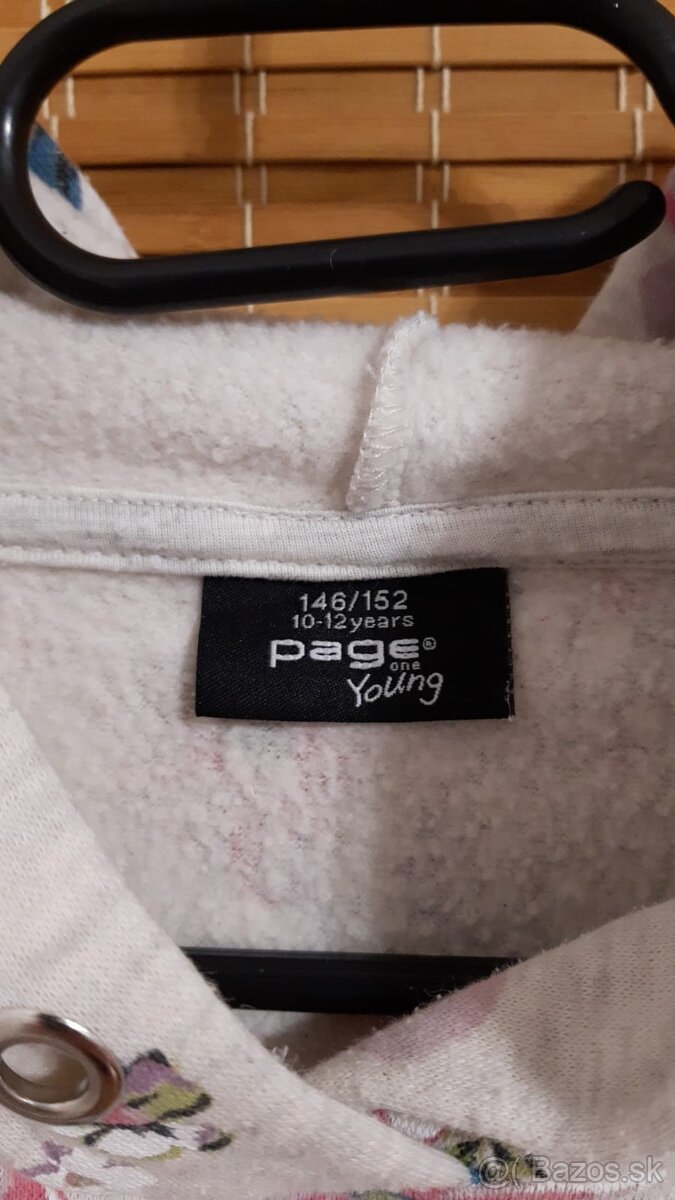 146/152
10-12 years
page®
one
Young
Bazos.sk